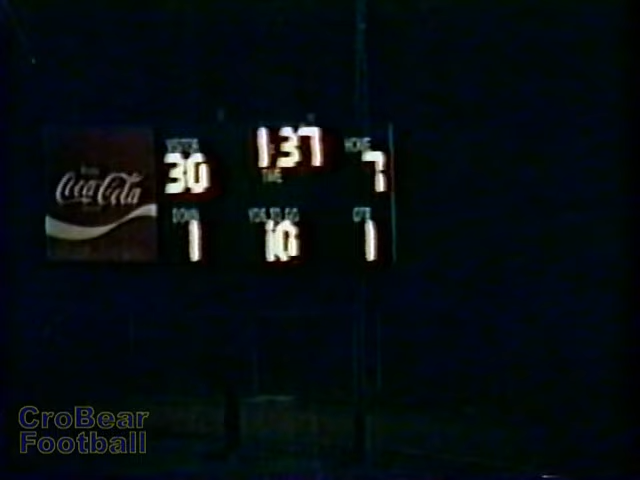 Coca-Cola
VISITOR
30
1:37
TIME
HOME
7
DOWN
1
YDS TO GO
10
QTR
1
CroBear
Football